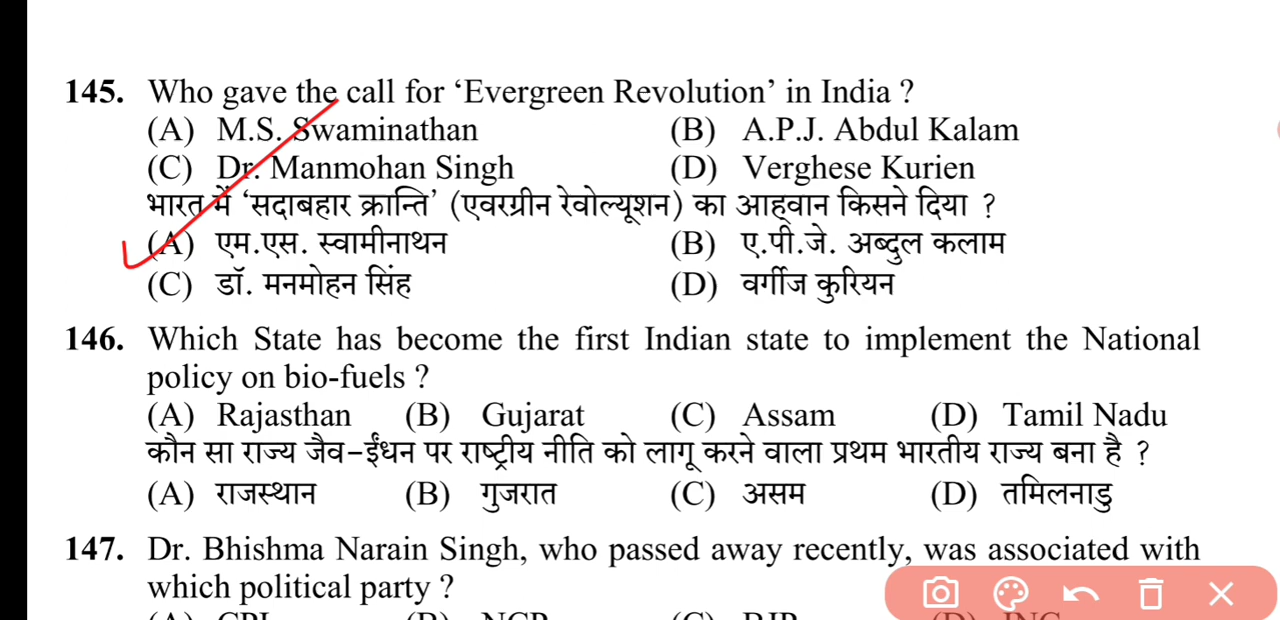 145. Who gave the call for ‘Evergreen Revolution’ in India ?
(A) M.S. Swaminathan (B) A.P.J. Abdul Kalam
(C) Dr. Manmohan Singh (D) Verghese Kurien
भारत में ‘सदाबहार क्रान्ति’ (एवरग्रीन रेवोल्यूशन) का आह्वान किसने दिया ?
(A) एम.एस. स्वामीनाथन (B) ए.पी.जे. अब्दुल कलाम
(C) डॉ. मनमोहन सिंह (D) वर्गीज कुरियन
146. Which State has become the first Indian state to implement the National
policy on bio-fuels ?
(A) Rajasthan (B) Gujarat (C) Assam (D) Tamil Nadu
कौन सा राज्य जैव-ईंधन पर राष्ट्रीय नीति को लागू करने वाला प्रथम भारतीय राज्य बना है ?
(A) राजस्थान (B) गुजरात (C) असम (D) तमिलनाडु
147. Dr. Bhishma Narain Singh, who passed away recently, was associated with
which political party ?
(A) CPI (B) NCP (C) BJP (D) INC